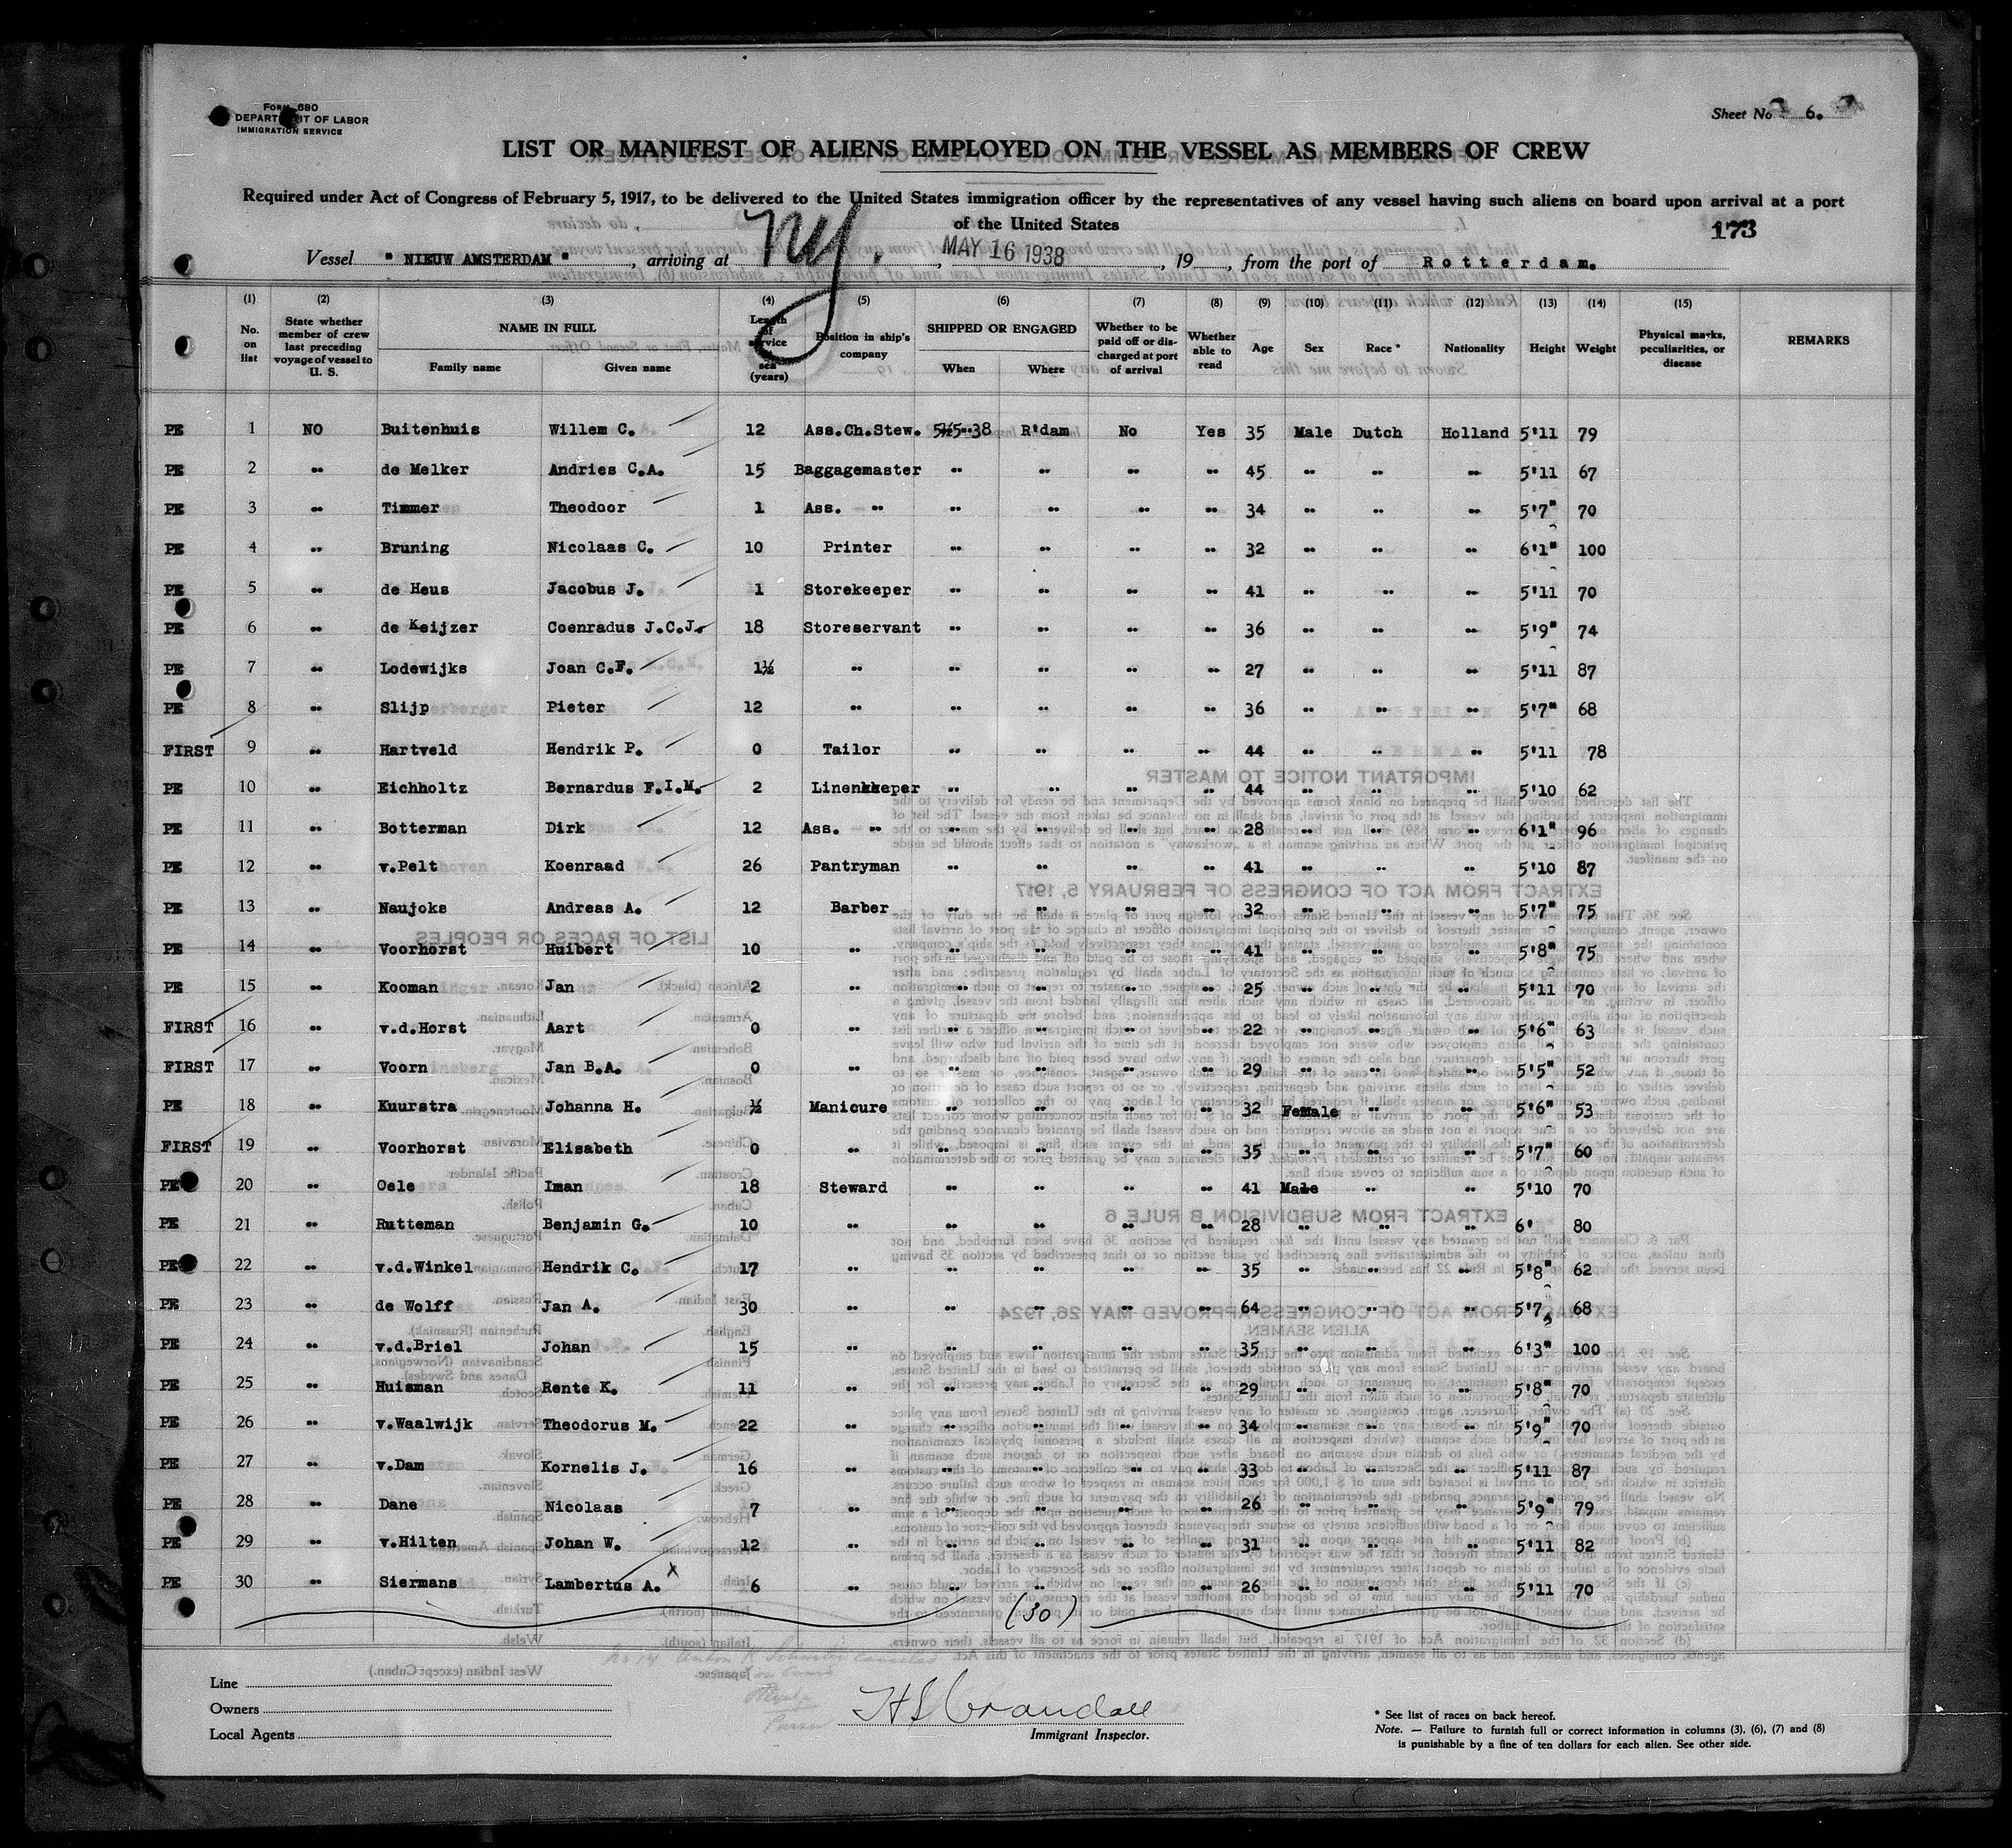 Form 680
DEPARTMENT OF LABOR
IMMIGRATION SERVICE
Sheet No. 6.
LIST OR MANIFEST OF ALIENS EMPLOYED ON THE VESSEL AS MEMBERS OF CREW
Required under Act of Congress of February 5, 1917, to be delivered to the United States immigration officer by the representatives of any vessel having such aliens on board upon arrival at a port
of the United States
173
Vessel " NIEUW AMSTERDAM ", arriving at NY., MAY 16 1938, 19, from the port of Rotterdam.
(1) (2) (3) (4) (5) (6) (7) (8) (9) (10) (11) (12) (13) (14) (15)
No. on list | State whether member of crew last preceding voyage of vessel to U. S. | NAME IN FULL Family name Given name | Length of service at sea (years) | Position in ship's company | SHIPPED OR ENGAGED When Where | Whether to be paid off or discharged at port of arrival | Whether able to read | Age | Sex | Race * | Nationality | Height | Weight | Physical marks, peculiarities, or disease | REMARKS
PE 1 NO Buitenhuis Willem C. 12 Ass.Ch.Stew. 5-38 R'dam No Yes 35 Male Dutch Holland 5'11 79
PE 2 " de Melker Andries C.A. 15 Baggagemaster " " " " 45 " " " 5'11 67
PE 3 " Timmer Theodoor 1 Ass. " " " " " 34 " " " 5'7" 70
PE 4 " Bruning Nicolaas C. 10 Printer " " " " 32 " " " 6'1" 100
PE 5 " de Heus Jacobus J. 1 Storekeeper " " " " 41 " " " 5'11 70
PE 6 " de Keijzer Coenradus J.C.J. 18 Storeservant " " " " 36 " " " 5'9" 74
PE 7 " Lodewijks Joan C.F. 1½ " " " " " 27 " " " 5'11 87
PE 8 " Slijp Pieter 12 " " " " " 36 " " " 5'7" 68
FIRST 9 " Hartveld Hendrik P. 0 Tailor " " " " 44 " " " 5'11 78
PE 10 " Eichholtz Bernardus F.I.M. 2 Linenkkeper " " " " 44 " " " 5'10 62
PE 11 " Botterman Dirk 12 Ass. " " " " " 28 " " " 6'1" 96
PE 12 " v.Pelt Koenraad 26 Pantryman " " " " 41 " " " 5'10 87
PE 13 " Naujoks Andreas A. 12 Barber " " " " 32 " " " 5'7" 75
PE 14 " Voorhorst Huibert 10 " " " " " 41 " " " 5'8" 75
PE 15 " Kooman Jan 2 " " " " " 25 " " " 5'11 70
FIRST 16 " v.d.Horst Aart 0 " " " " " 22 " " " 5'6" 63
FIRST 17 " Voorn Jan B.A. 0 " " " " " 29 " " " 5'5" 52
PE 18 " Kuurstra Johanna H. ½ Manicure " " " " 32 Female " " 5'6" 53
FIRST 19 " Voorhorst Elisabeth 0 " " " " " 35 " " " 5'7" 60
PE 20 " Oele Iman 18 Steward " " " " 41 Male " " 5'10 70
PE 21 " Rutteman Benjamin G. 10 " " " " " 28 " " " 6' 80
PE 22 " v.d.Winkel Hendrik C. 17 " " " " " 35 " " " 5'8" 62
PE 23 " de Wolff Jan A. 30 " " " " " 64 " " " 5'7 68
PE 24 " v.d.Briel Johan 15 " " " " " 35 " " " 6'3" 100
PE 25 " Huisman Rente K. 11 " " " " " 29 " " " 5'8" 70
PE 26 " v.Waalwijk Theodorus M. 22 " " " " " 34 " " " 5'9" 70
PE 27 " v.Dam Kornelis J. 16 " " " " " 33 " " " 5'11 87
PE 28 " Dane Nicolaas 7 " " " " " 26 " " " 5'9" 79
PE 29 " v.Hilten Johan W. 12 " " " " " 31 " " " 5'11 82
PE 30 " Siermans Lambertus A. x 6 " " " " " 26 " " " 5'11 70
(30)
Line
Owners
Local Agents
H S Crandall
Immigrant Inspector.
* See list of races on back hereof.
Note. — Failure to furnish full or correct information in columns (3), (6), (7) and (8)
is punishable by a fine of ten dollars for each alien. See other side.